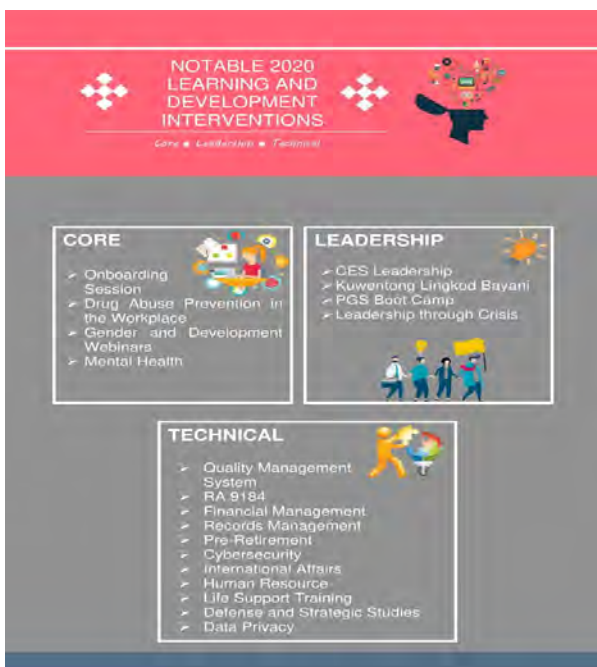 NOTABLE 2020
LEARNING AND
DEVELOPMENT
INTERVENTIONS
Core ■ Leadership ■ Technical
CORE
➢ Onboarding
Session
➢ Drug Abuse Prevention in
the Workplace
➢ Gender and Development
Webinars
➢ Mental Health
LEADERSHIP
➢ CES Leadership
➢ Kuwentong Lingkod Bayani
➢ PGS Boot Camp
➢ Leadership through Crisis
TECHNICAL
➢ Quality Management
System
➢ RA 9184
➢ Financial Management
➢ Records Management
➢ Pre-Retirement
➢ Cybersecurity
➢ International Affairs
➢ Human Resource
➢ Life Support Training
➢ Defense and Strategic Studies
➢ Data Privacy